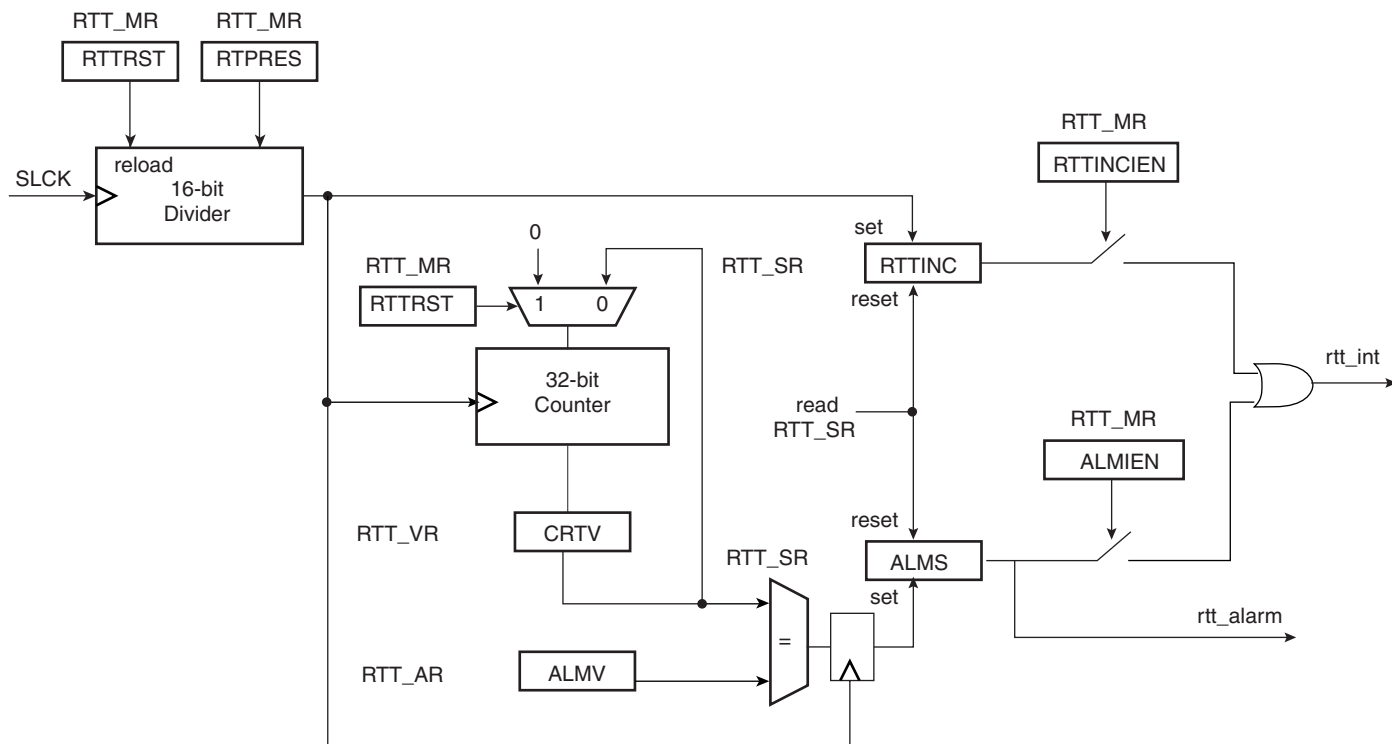 RTT_MR
RTT_MR
RTTRST
RTPRES
RTT_MR
reload
SLCK
16-bit
Divider
RTTINCIEN
0
set
RTT_MR
RTT_SR
RTTINC
RTTRST
1
0
reset
32-bit
Counter
rtt_int
read
RTT_SR
RTT_MR
ALMIEN
reset
RTT_VR
CRTV
RTT_SR
ALMS
set
rtt_alarm
=
RTT_AR
ALMV